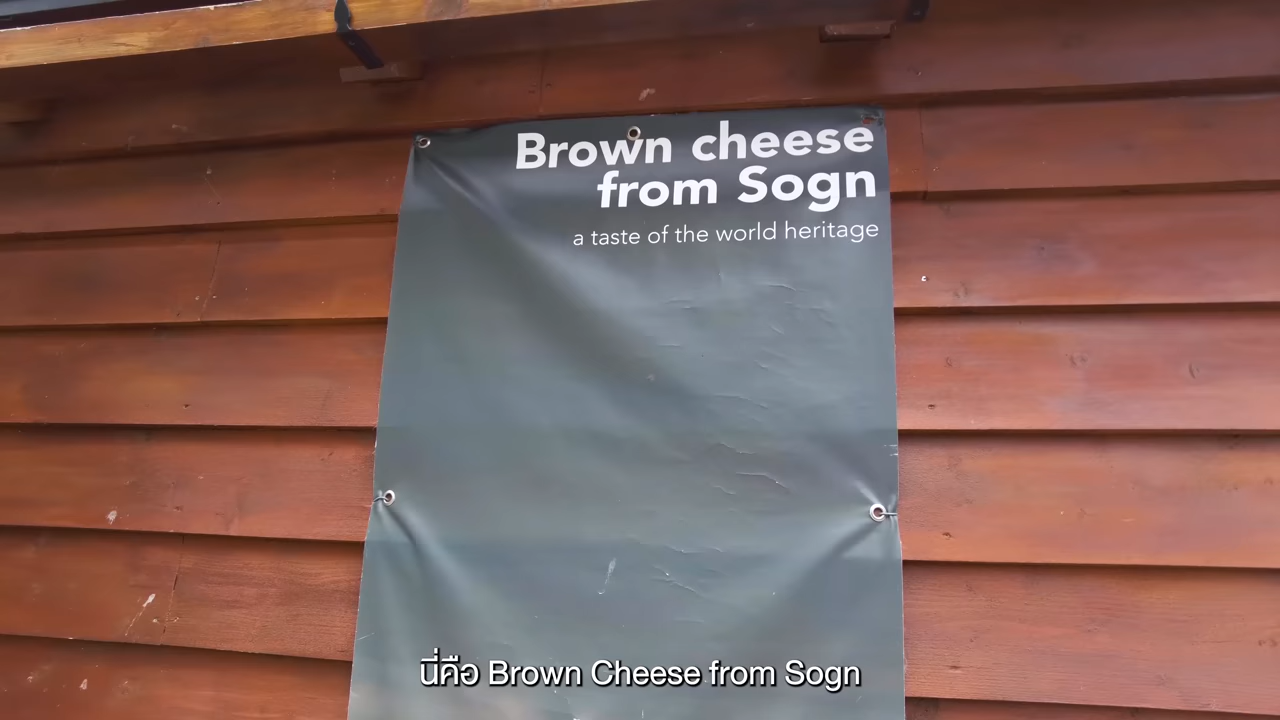 Brown cheese
from Sogn
a taste of the world heritage
นี่คือ Brown Cheese from Sogn